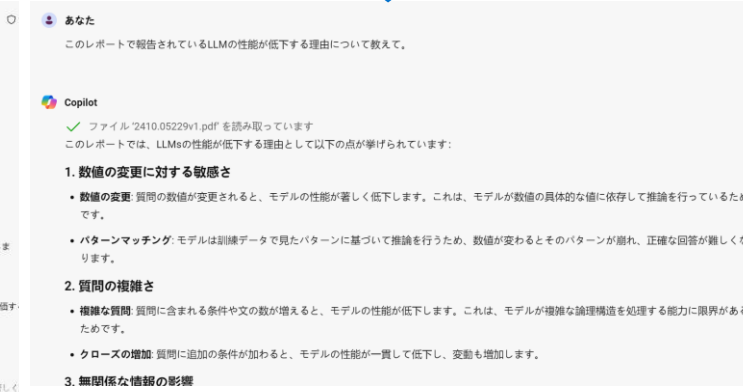 あなた
このレポートで報告されているLLMの性能が低下する理由について教えて。
Copilot
ファイル '2410.05229v1.pdf' を読み取っています
このレポートでは、LLMsの性能が低下する理由として以下の点が挙げられています:
1. 数値の変更に対する敏感さ
• 数値の変更: 質問の数値が変更されると、モデルの性能が著しく低下します。これは、モデルが数値の具体的な値に依存して推論を行っているため
です。
• パターンマッチング: モデルは訓練データで見たパターンに基づいて推論を行うため、数値が変わるとそのパターンが崩れ、正確な回答が難しくな
ります。
ま
2. 質問の複雑さ
価す
• 複雑な質問: 質問に含まれる条件や文の数が増えると、モデルの性能が低下します。これは、モデルが複雑な論理構造を処理する能力に限界がある
ためです。
• クローズの増加: 質問に追加の条件が加わると、モデルの性能が一貫して低下し、変動も増加します。
3. 無関係な情報の影響